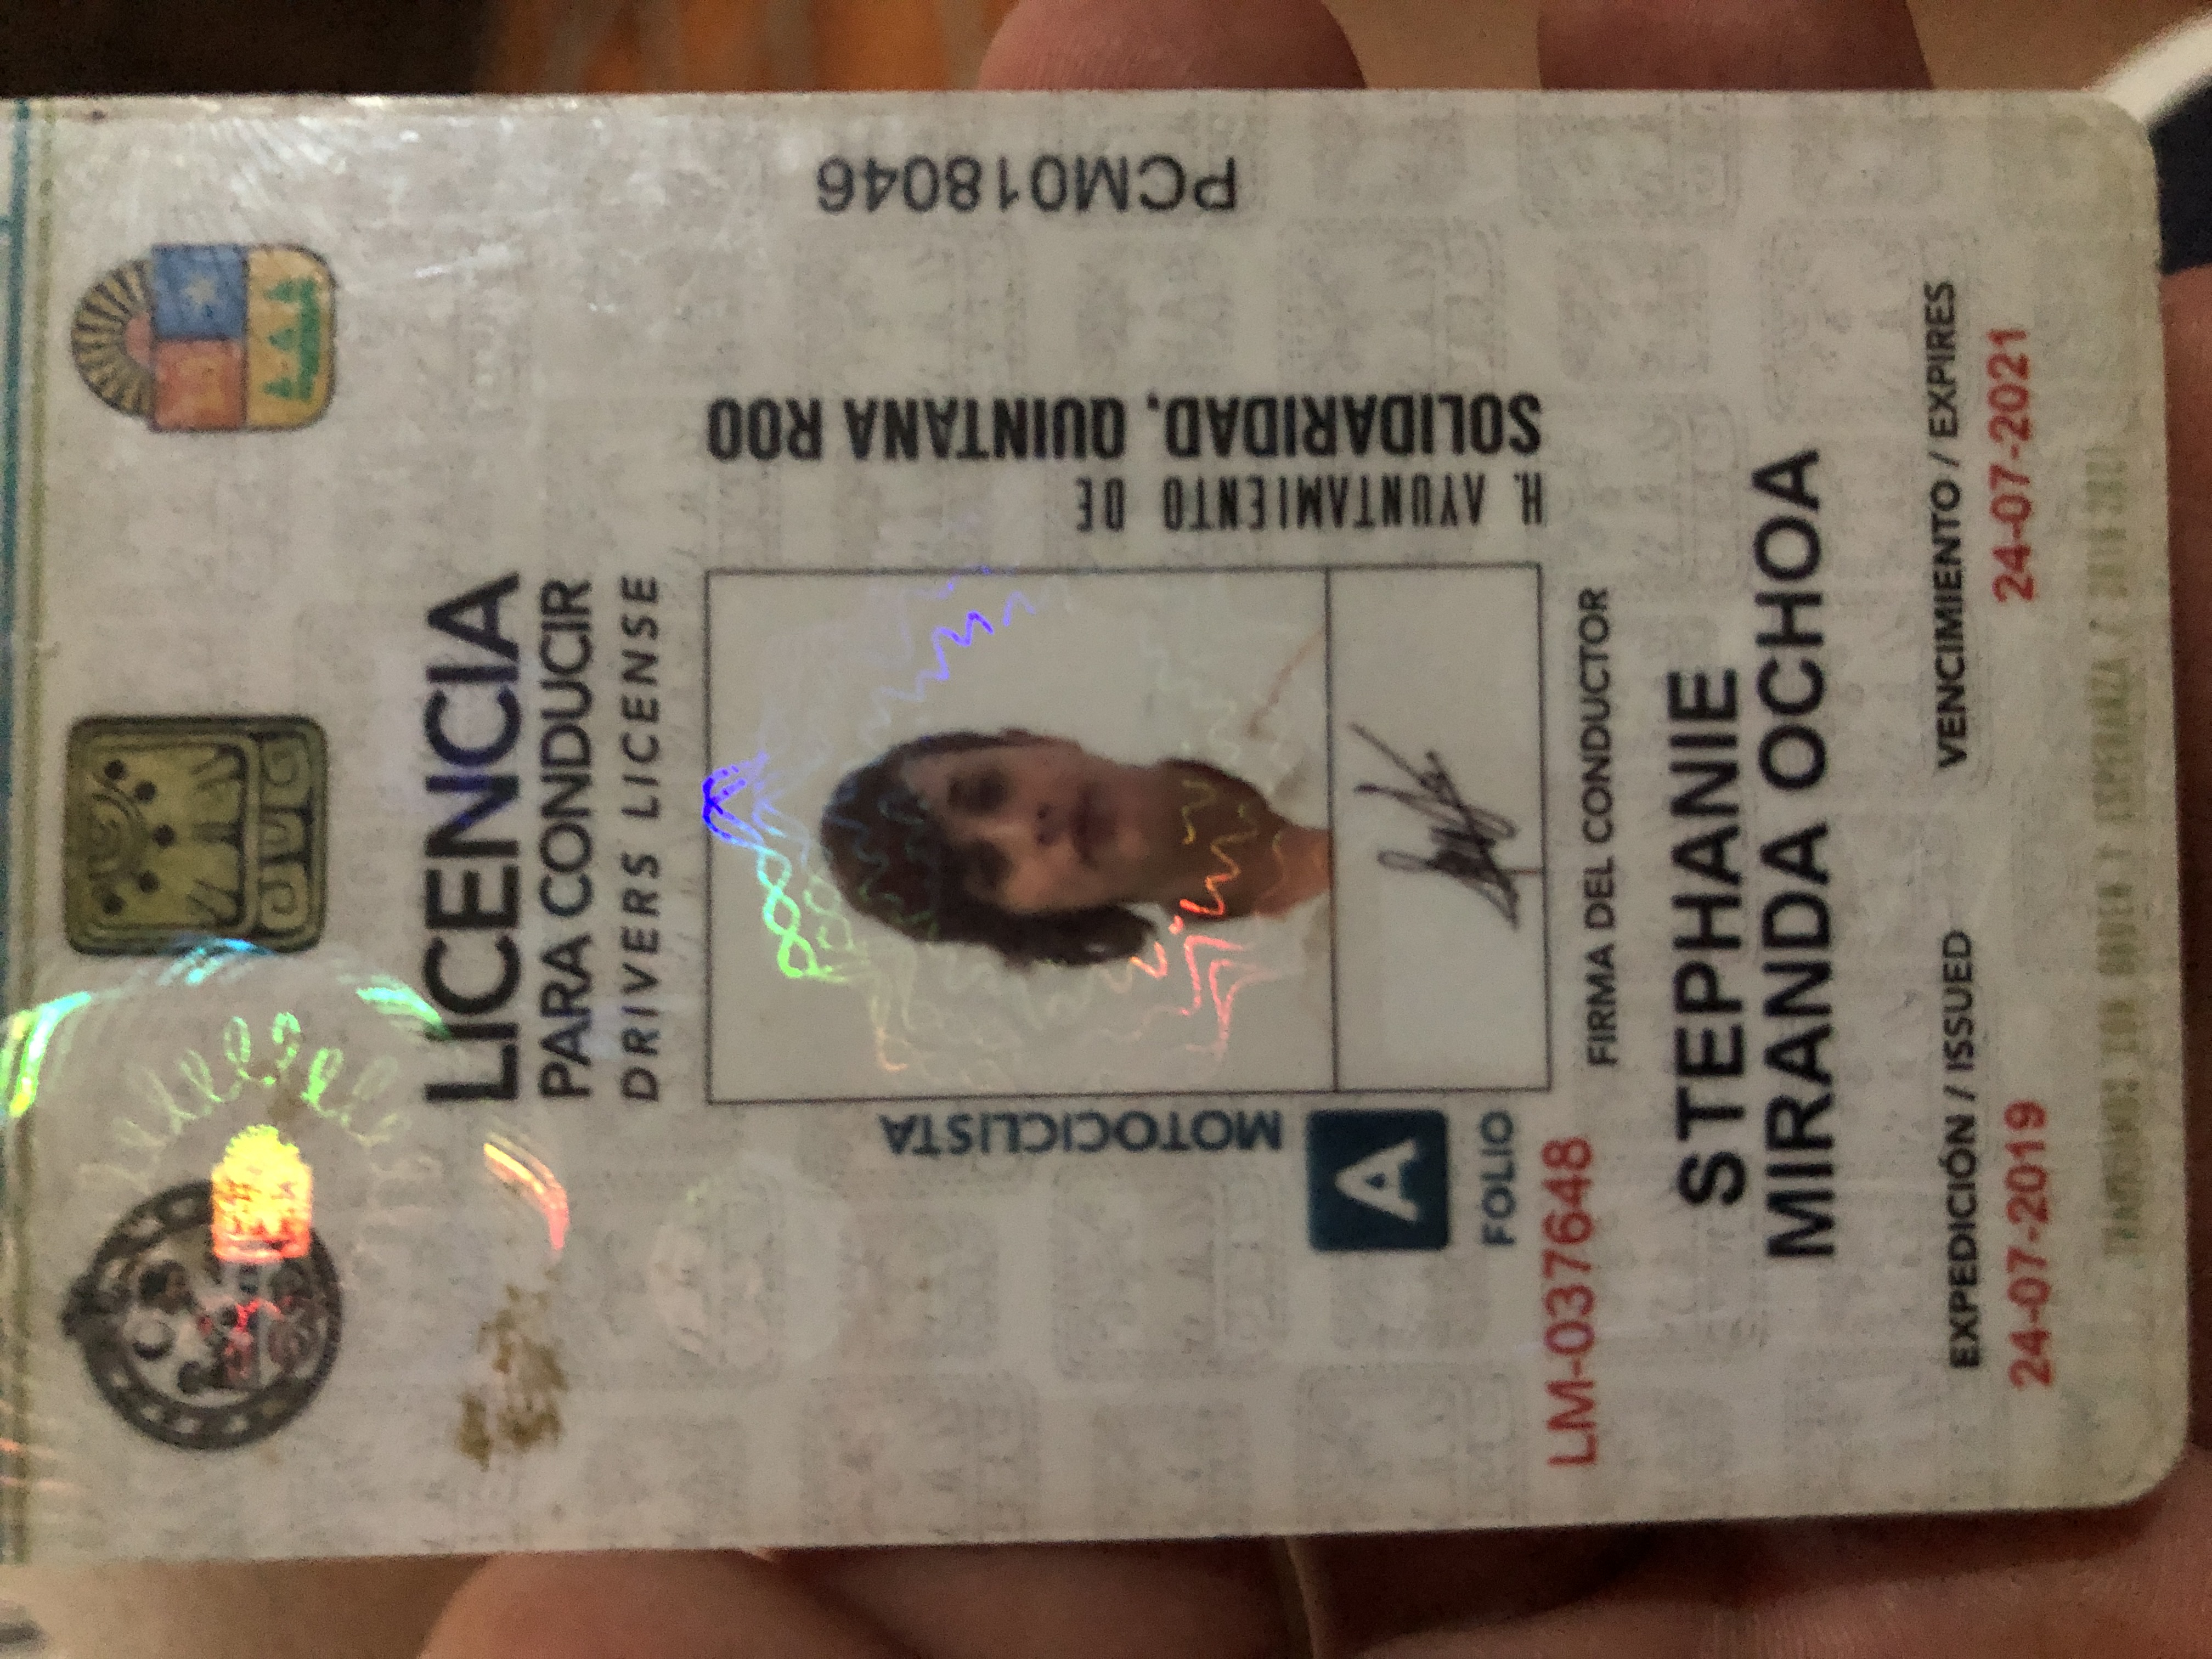 LICENCIA
PARA CONDUCIR
DRIVERS LICENSE
PCM018046
H. AYUNTAMIENTO DE
SOLIDARIDAD, QUINTANA ROO
MOTOCICLISTA
A
FOLIO
LM-037648
FIRMA DEL CONDUCTOR
STEPHANIE
MIRANDA OCHOA
EXPEDICIÓN / ISSUED
24-07-2019
VENCIMIENTO / EXPIRES
24-07-2021